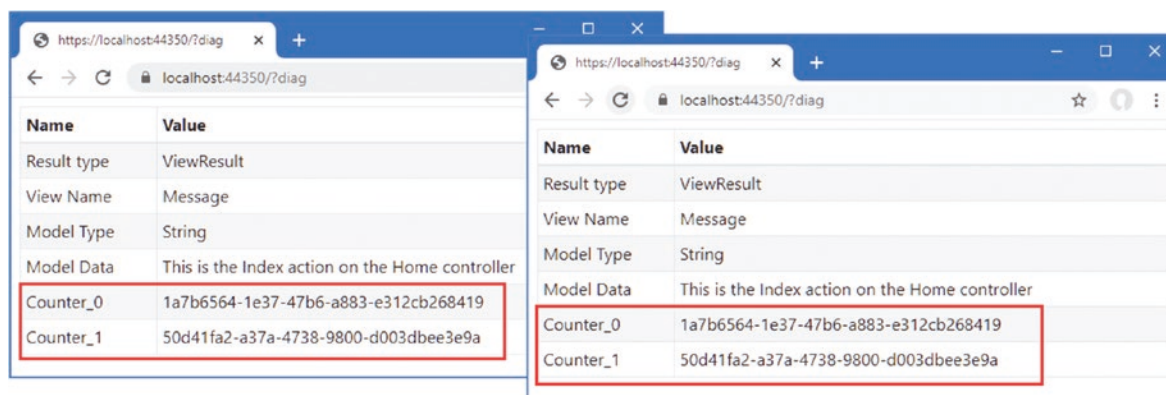 https://localhost:44350/?diag
localhost:44350/?diag
Name Value
Result type ViewResult
View Name Message
Model Type String
Model Data This is the Index action on the Home controller
Counter_0 1a7b6564-1e37-47b6-a883-e312cb268419
Counter_1 50d41fa2-a37a-4738-9800-d003dbee3e9a
https://localhost:44350/?diag
localhost:44350/?diag
Name Value
Result type ViewResult
View Name Message
Model Type String
Model Data This is the Index action on the Home controller
Counter_0 1a7b6564-1e37-47b6-a883-e312cb268419
Counter_1 50d41fa2-a37a-4738-9800-d003dbee3e9a